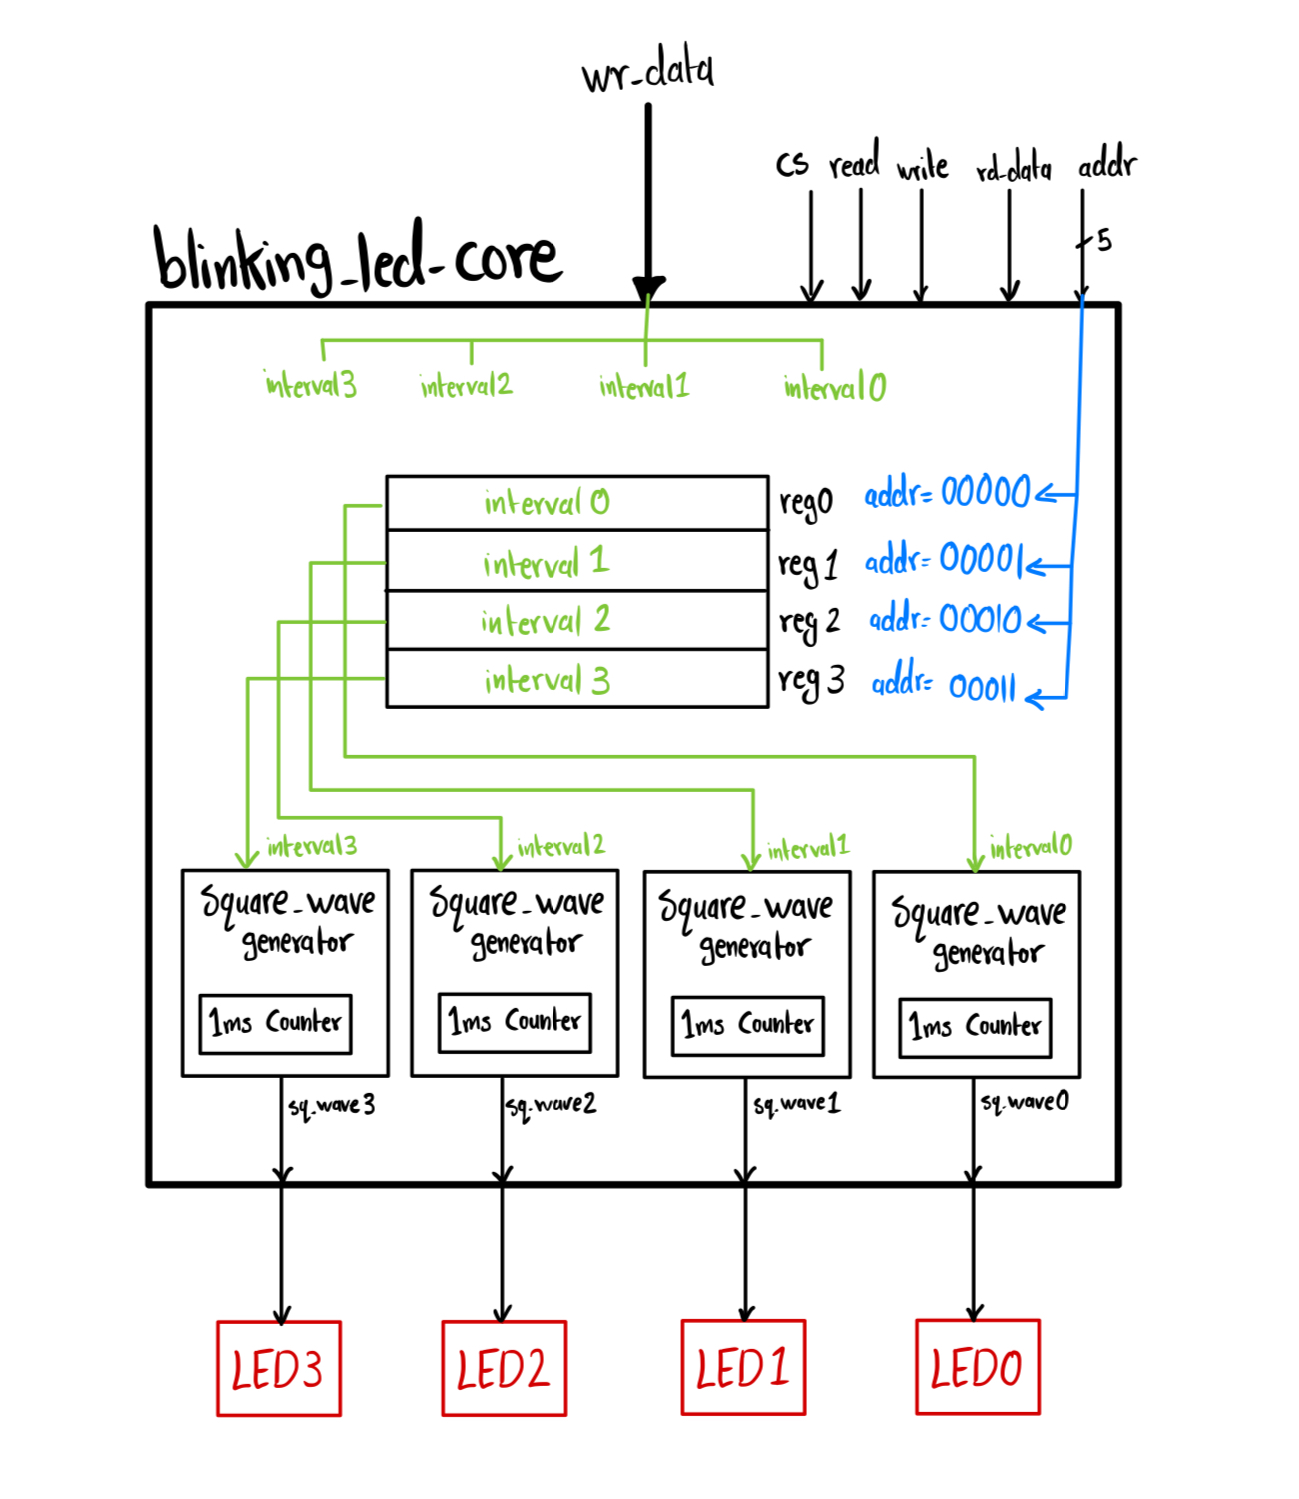 wr_data
cs read write rd_data addr
5
blinking_led_core
interval3 interval2 interval1 interval0
interval 0 reg0 addr= 00000
interval 1 reg 1 addr= 00001
interval 2 reg 2 addr= 00010
interval 3 reg 3 addr= 00011
interval3 interval2 interval1 interval0
Square_wave Square_wave Square_wave Square_wave
generator generator generator generator
1ms Counter 1ms Counter 1ms Counter 1ms Counter
sq_wave3 sq_wave2 sq_wave1 sq_wave0
LED3 LED2 LED1 LED0